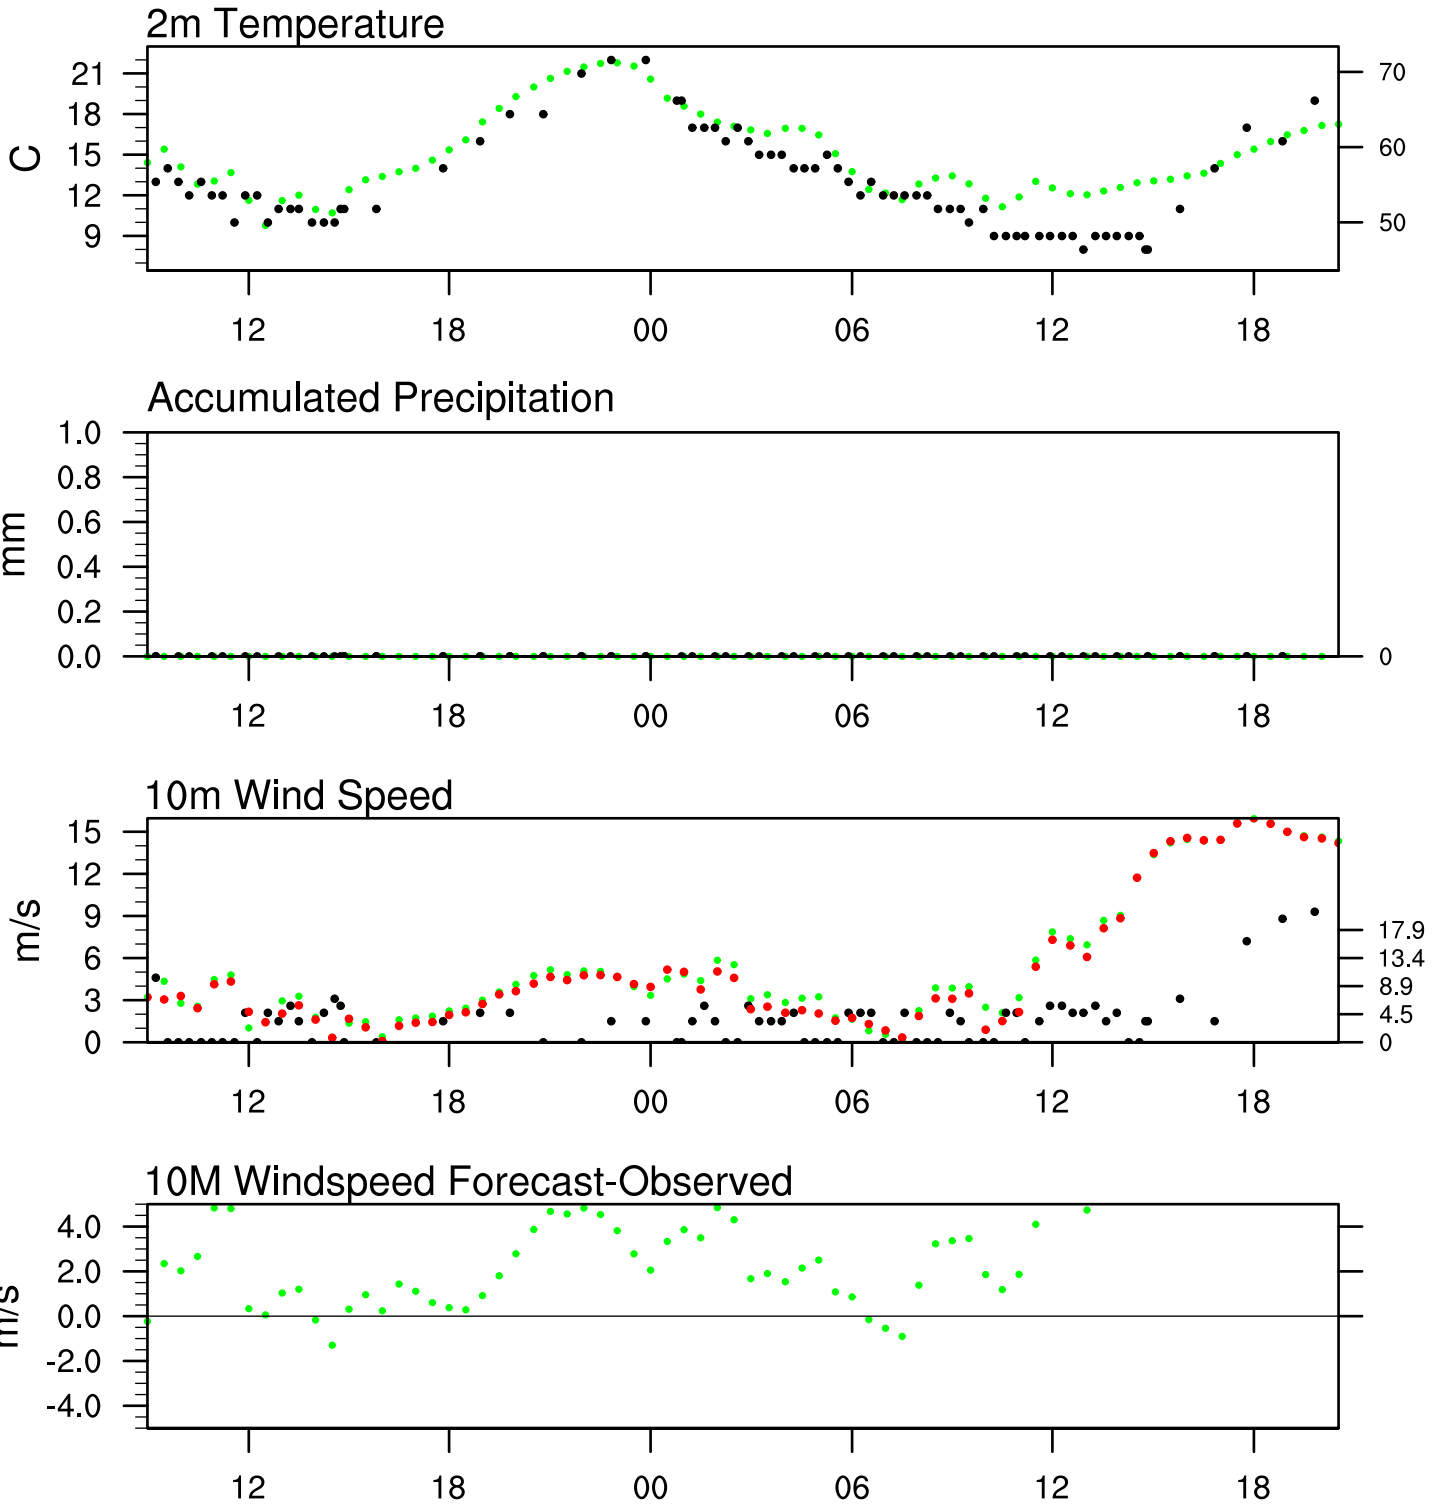 2m Temperature
21
18
15
12
9
C
70
60
50
12 18 00 06 12 18
Accumulated Precipitation
1.0
0.8
0.6
0.4
0.2
0.0
mm
0
12 18 00 06 12 18
10m Wind Speed
15
12
9
6
3
0
m/s
17.9
13.4
8.9
4.5
0
12 18 00 06 12 18
10M Windspeed Forecast-Observed
4.0
2.0
0.0
-2.0
-4.0
m/s
12 18 00 06 12 18